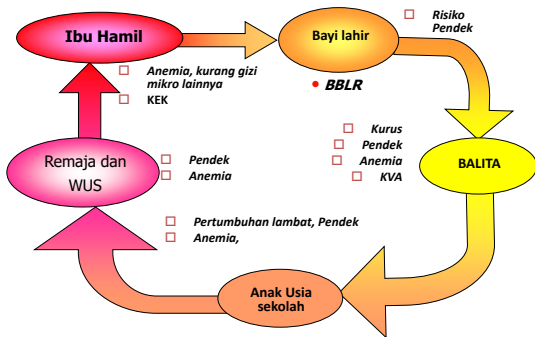 Ibu Hamil
Bayi lahir
Risiko
Pendek
Anemia, kurang gizi
mikro lainnya
KEK
BBLR
Kurus
Pendek
Anemia
KVA
BALITA
Remaja dan
WUS
Pendek
Anemia
Pertumbuhan lambat, Pendek
Anemia,
Anak Usia
sekolah